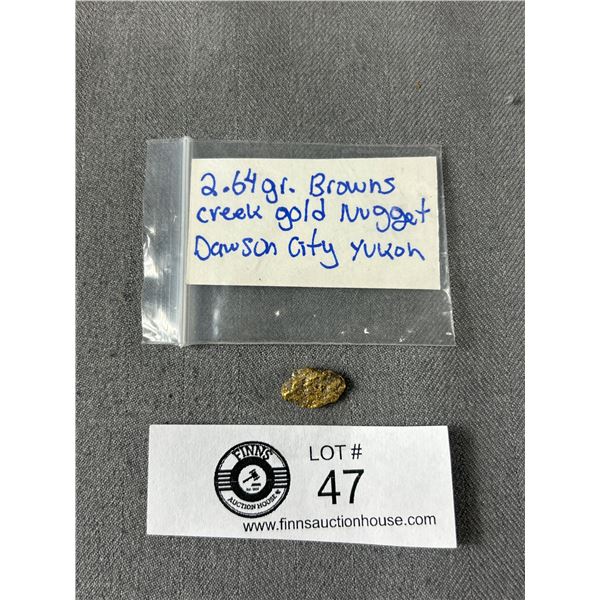 2.64gr. Browns
creek gold Nugget
Dawson City Yukon
FINNS
AUCTION HOUSE
LOT #
47
www.finnsauctionhouse.com